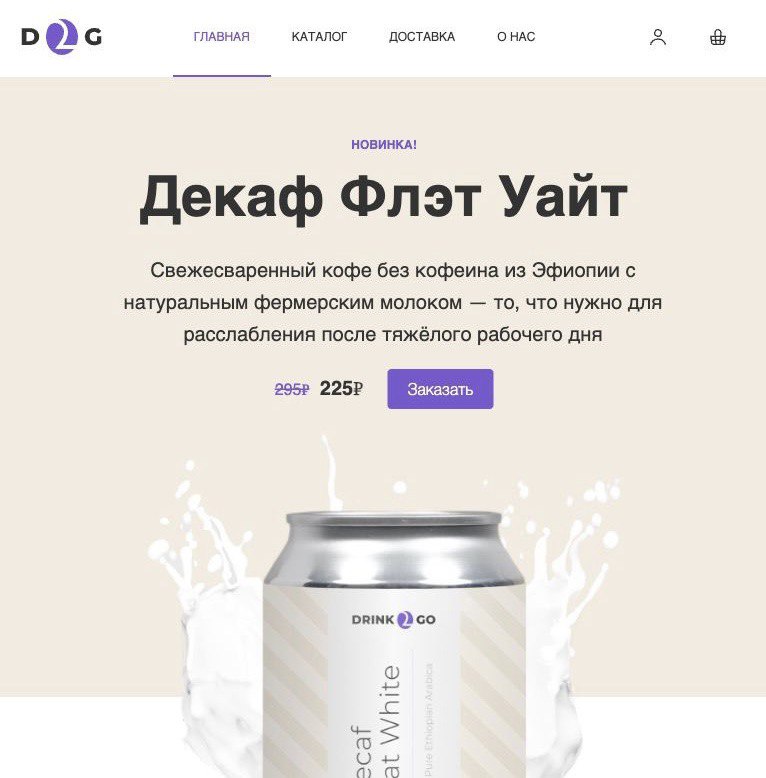 D 2 G
ГЛАВНАЯ КАТАЛОГ ДОСТАВКА О НАС
НОВИНКА!
Декаф Флэт Уайт
Свежесваренный кофе без кофеина из Эфиопии с
натуральным фермерским молоком — то, что нужно для
расслабления после тяжёлого рабочего дня
295₽ 225₽ Заказать
DRINK 2 GO
ecaf
at White
Pure Ethiopian Arabica